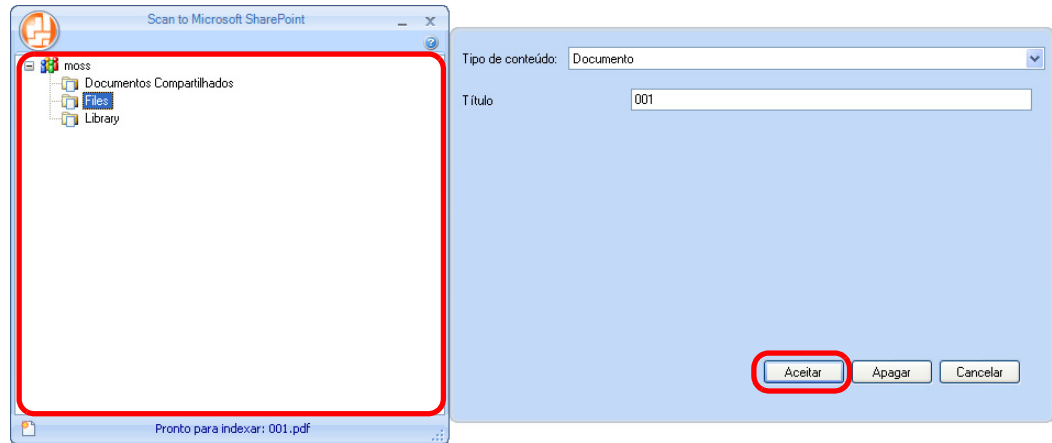 Scan to Microsoft SharePoint
moss
Documentos Compartilhados
Files
Library
Pronto para indexar: 001.pdf
Tipo de conteúdo: Documento
Título 001
Aceitar Apagar Cancelar